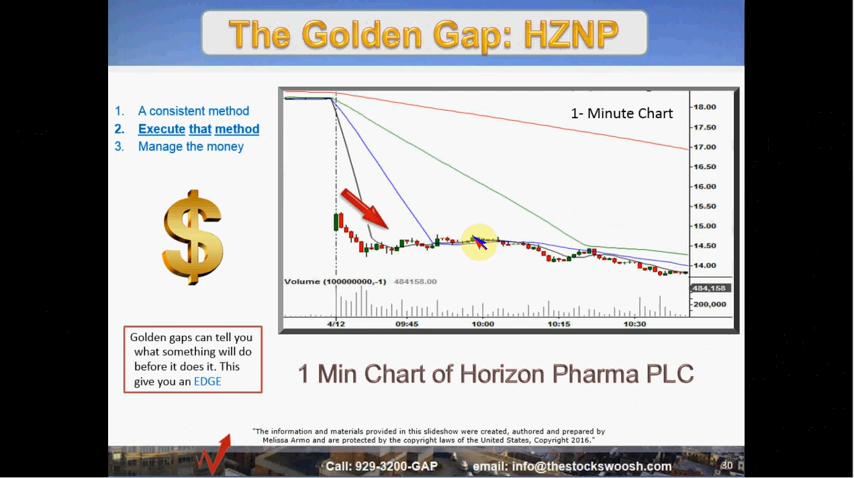 The Golden Gap: HZNP
1. A consistent method
2. Execute that method
3. Manage the money
1- Minute Chart
18.00
17.50
17.00
16.50
16.00
15.50
15.00
14.50
14.00
Volume (100000000,-1) 484158.00
484,158
200,000
4/12 09:45 10:00 10:15 10:30
Golden gaps can tell you
what something will do
before it does it. This
give you an EDGE
1 Min Chart of Horizon Pharma PLC
"The information and materials provided in this slideshow were created, authored and prepared by
Melissa Armo and are protected by the copyright laws of the United States, Copyright 2016."
Call: 929-3200-GAP email: info@thestockswoosh.com 30